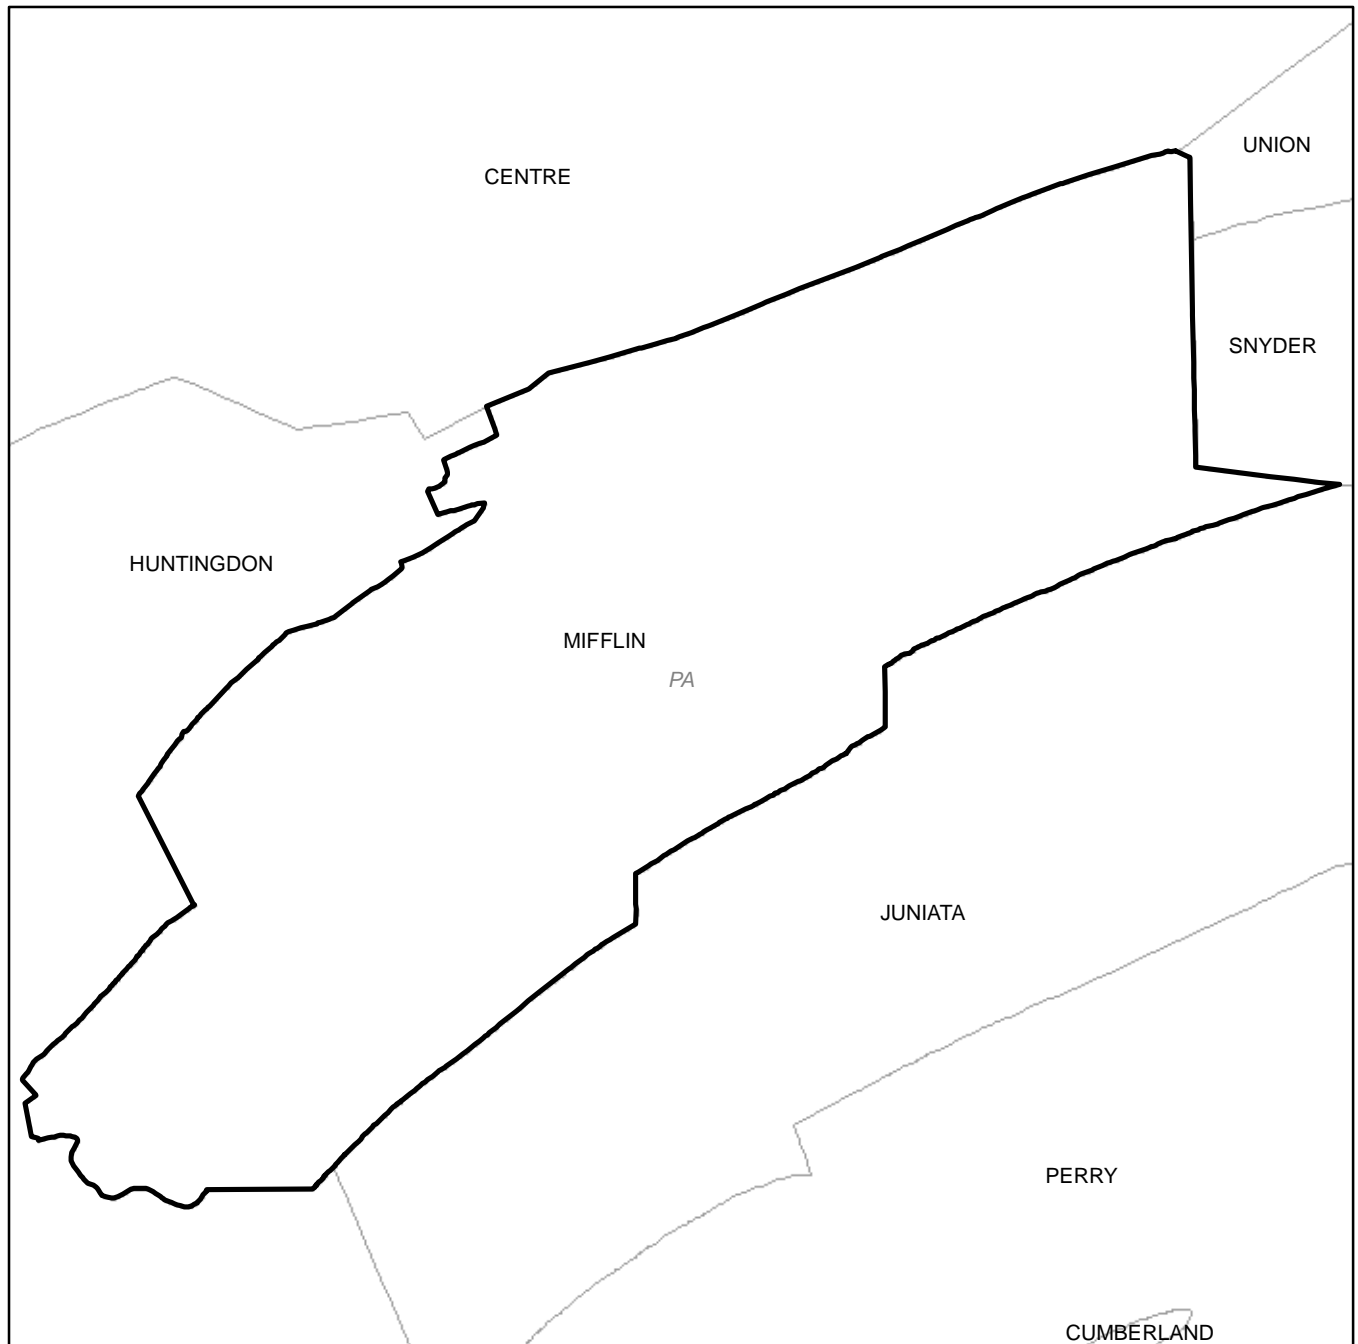 UNION
CENTRE
SNYDER
HUNTINGDON
MIFFLIN
PA
JUNIATA
PERRY
CUMBERLAND